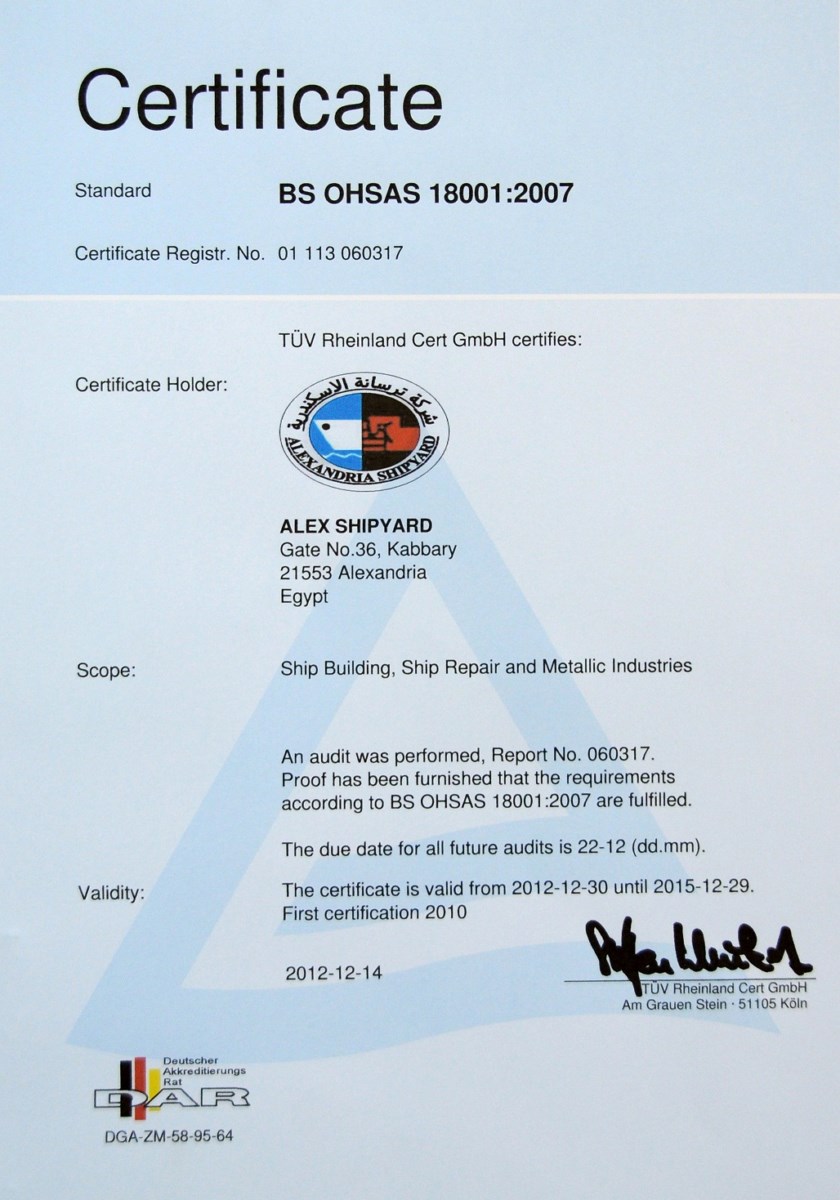 Certificate
Standard BS OHSAS 18001:2007
Certificate Registr. No. 01 113 060317
TÜV Rheinland Cert GmbH certifies:
Certificate Holder:
شركة ترسانة الاسكندرية
ALEXANDRIA SHIPYARD
ALEX SHIPYARD
Gate No.36, Kabbary
21553 Alexandria
Egypt
Scope: Ship Building, Ship Repair and Metallic Industries
An audit was performed, Report No. 060317.
Proof has been furnished that the requirements
according to BS OHSAS 18001:2007 are fulfilled.
The due date for all future audits is 22-12 (dd.mm).
Validity: The certificate is valid from 2012-12-30 until 2015-12-29.
First certification 2010
2012-12-14
TÜV Rheinland Cert GmbH
Am Grauen Stein · 51105 Köln
Deutscher
Akkreditierungs
Rat
DAR
DGA-ZM-58-95-64